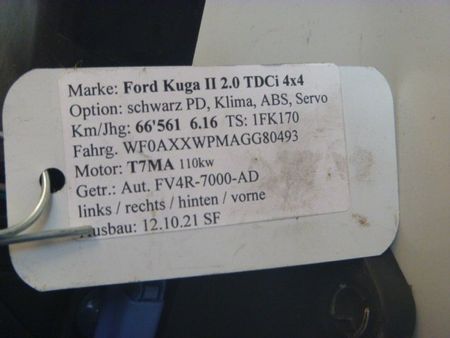 Marke: Ford Kuga II 2.0 TDCi 4x4
Option: schwarz PD, Klima, ABS, Servo
Km/Jhg: 66'561 6.16 TS: 1FK170
Fahrg. WF0AXXWPMAGG80493
Motor: T7MA 110kw
Getr.: Aut. FV4R-7000-AD
links / rechts / hinten / vorne
Ausbau: 12.10.21 SF